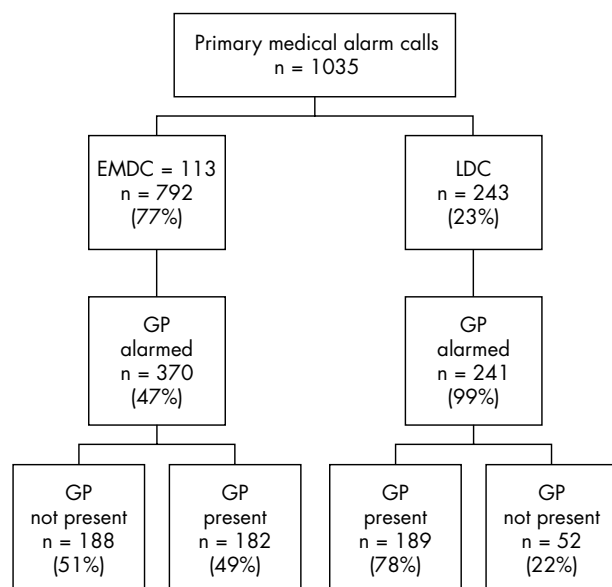 Primary medical alarm calls
n = 1035
EMDC = 113
n = 792
(77%)
LDC
n = 243
(23%)
GP
alarmed
n = 370
(47%)
GP
alarmed
n = 241
(99%)
GP
not present
n = 188
(51%)
GP
present
n = 182
(49%)
GP
present
n = 189
(78%)
GP
not present
n = 52
(22%)